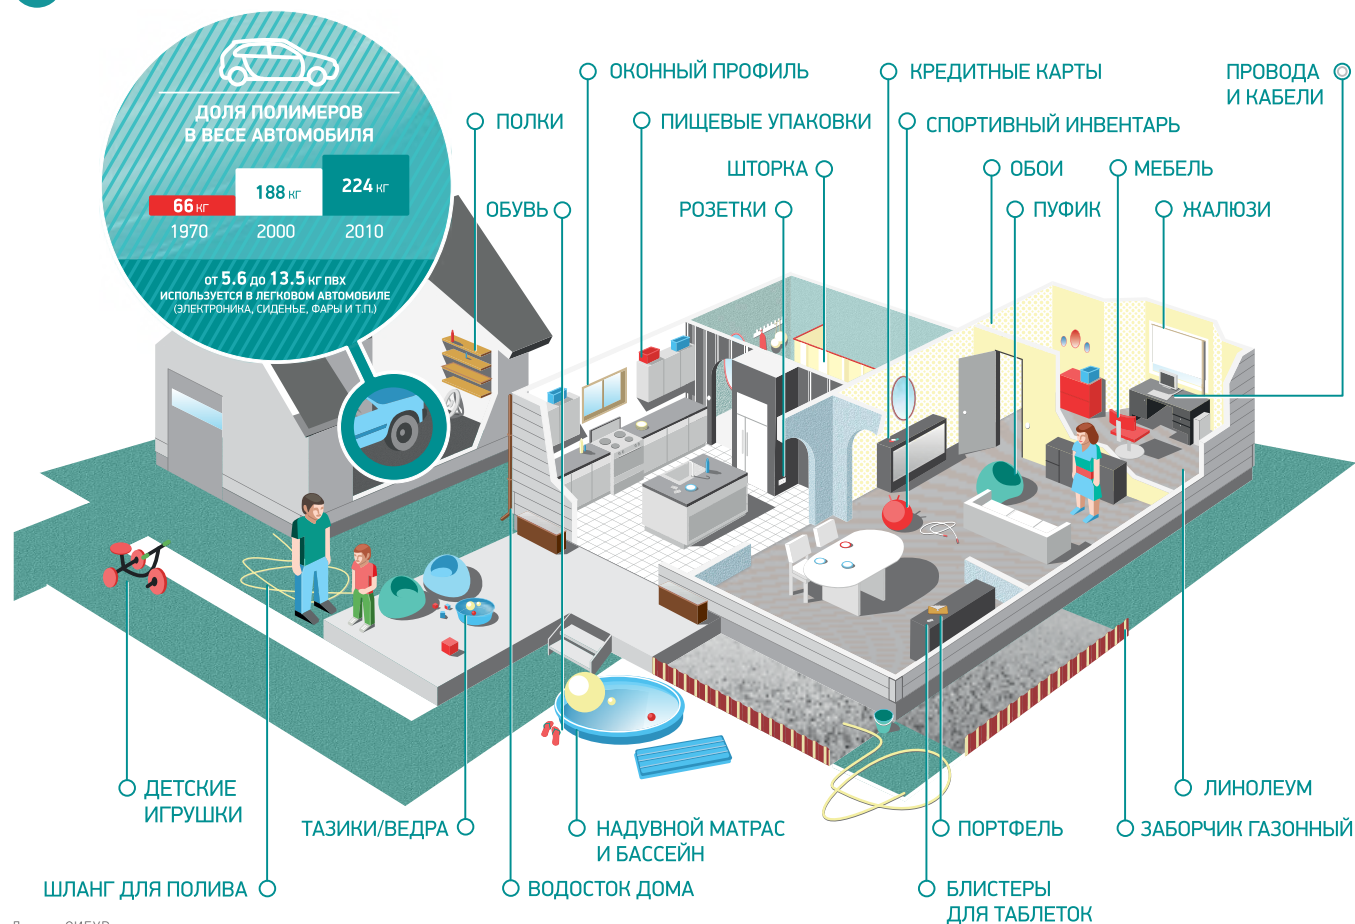 ДОЛЯ ПОЛИМЕРОВ
В ВЕСЕ АВТОМОБИЛЯ
66 КГ
188 КГ
224 КГ
1970
2000
2010
ОТ 5.6 ДО 13.5 КГ ПВХ
ИСПОЛЬЗУЕТСЯ В ЛЕГКОВОМ АВТОМОБИЛЕ
(ЭЛЕКТРОНИКА, СИДЕНЬЕ, ФАРЫ И Т.П.)
ОКОННЫЙ ПРОФИЛЬ
КРЕДИТНЫЕ КАРТЫ
ПРОВОДА
И КАБЕЛИ
ПОЛКИ
ПИЩЕВЫЕ УПАКОВКИ
СПОРТИВНЫЙ ИНВЕНТАРЬ
ШТОРКА
ОБОИ
МЕБЕЛЬ
ОБУВЬ
РОЗЕТКИ
ПУФИК
ЖАЛЮЗИ
ДЕТСКИЕ
ИГРУШКИ
ЛИНОЛЕУМ
ТАЗИКИ/ВЕДРА
НАДУВНОЙ МАТРАС
И БАССЕЙН
ПОРТФЕЛЬ
ЗАБОРЧИК ГАЗОННЫЙ
ШЛАНГ ДЛЯ ПОЛИВА
ВОДОСТОК ДОМА
БЛИСТЕРЫ
ДЛЯ ТАБЛЕТОК